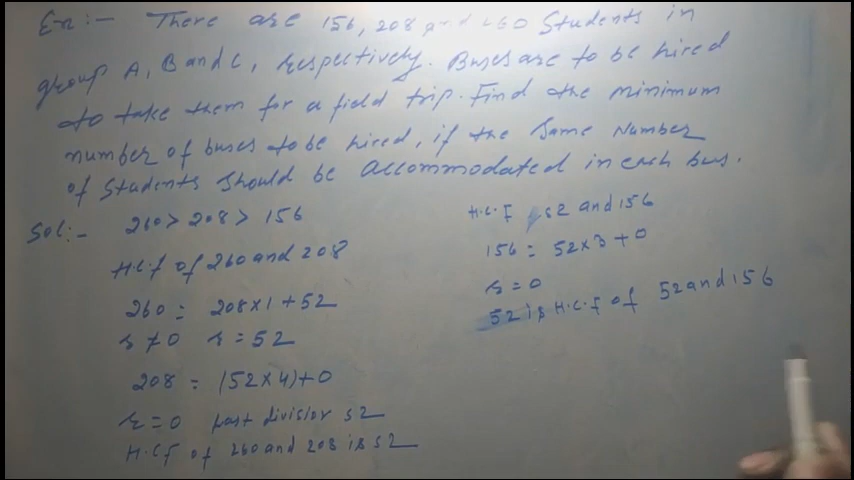 Ex:- There are 156, 208 and 260 Students in
group A, B and C, respectively. Buses are to be hired
to take them for a field trip. Find the minimum
number of buses to be hired, if the Same Number
of Students Should be Accommodated in each bus.
Sol:- 260 > 208 > 156
H.C.f of 260 and 208
260 = 208×1 + 52
r ≠ 0 r = 52
208 = (52×4)+0
r = 0 last division 52
H.C.F of 260 and 208 is 52
H.C.F 52 and 156
156 = 52×3+0
r = 0
52 is H.C.F of 52 and 156